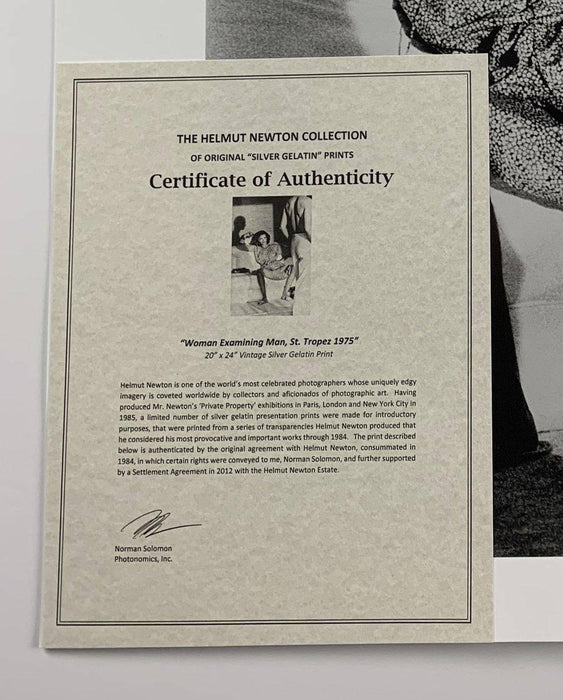 THE HELMUT NEWTON COLLECTION
OF ORIGINAL "SILVER GELATIN" PRINTS
Certificate of Authenticity
"Woman Examining Man, St. Tropez 1975"
20" x 24" Vintage Silver Gelatin Print
Helmut Newton is one of the world's most celebrated photographers whose uniquely edgy
imagery is coveted worldwide by collectors and aficionados of photographic art. Having
produced Mr. Newton's 'Private Property' exhibitions in Paris, London and New York City in
1985, a limited number of silver gelatin presentation prints were made for introductory
purposes, that were printed from a series of transparencies Helmut Newton produced that
he considered his most provocative and important works through 1984. The print described
below is authenticated by the original agreement with Helmut Newton, consummated in
1984, in which certain rights were conveyed to me, Norman Solomon, and further supported
by a Settlement Agreement in 2012 with the Helmut Newton Estate.
Norman Solomon
Photonomics, Inc.